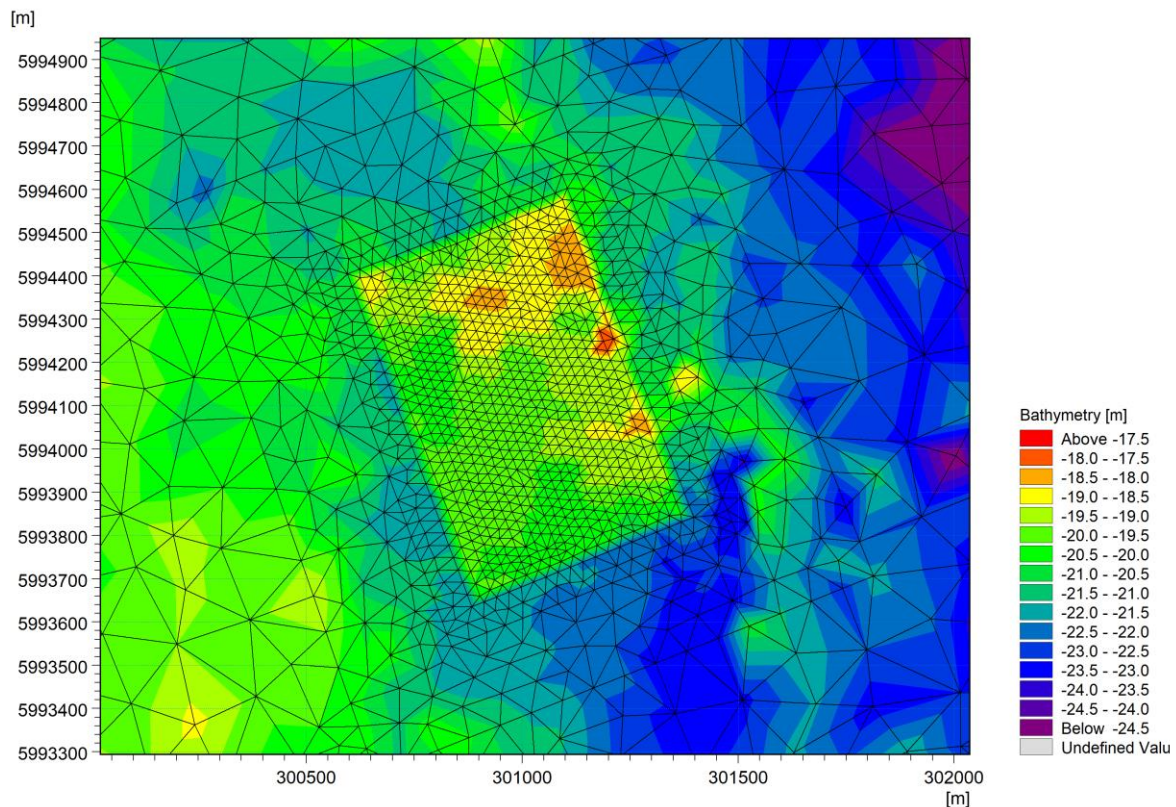 [m]
5994900
5994800
5994700
5994600
5994500
5994400
5994300
5994200
5994100
5994000
5993900
5993800
5993700
5993600
5993500
5993400
5993300
300500 301000 301500 302000
[m]
Bathymetry [m]
Above -17.5
-18.0 - -17.5
-18.5 - -18.0
-19.0 - -18.5
-19.5 - -19.0
-20.0 - -19.5
-20.5 - -20.0
-21.0 - -20.5
-21.5 - -21.0
-22.0 - -21.5
-22.5 - -22.0
-23.0 - -22.5
-23.5 - -23.0
-24.0 - -23.5
-24.5 - -24.0
Below -24.5
Undefined Valu